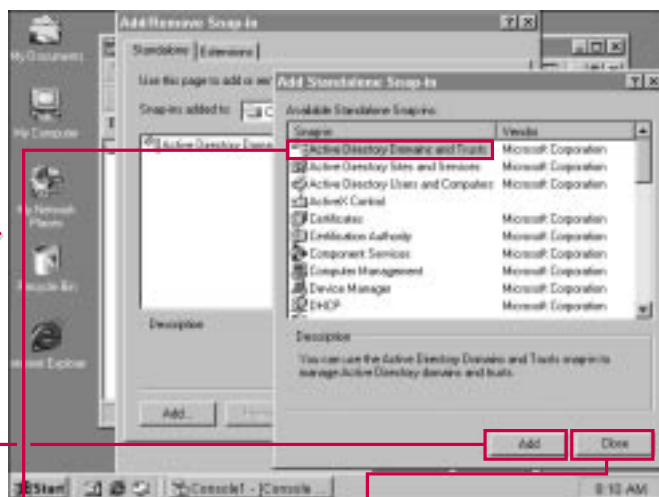 Add/Remove Snap-in
My Documents
Standalone
Extensions
Use this page to add or
Add Standalone Snap-in
Snap-ins added to:
Available Standalone Snap-ins:
My Computer
Snap-in
Vendor
Active Directory
Active Directory Domains and Trusts
Microsoft Corporation
Active Directory Sites and Services
Microsoft Corporation
Active Directory Users and Computers
Microsoft Corporation
ActiveX Control
My Network
Places
Certificates
Microsoft Corporation
Certification Authority
Microsoft Corporation
Component Services
Microsoft Corporation
Computer Management
Microsoft Corporation
Recycle Bin
Device Manager
Microsoft Corporation
DHCP
Microsoft Corporation
Description
Description
You can use the Active Directory Domains and Trusts snap-in to
manage Active Directory domains and trusts.
Explorer
Add...
Add
Close
Start
Console1 - [Console ...
8:10 AM